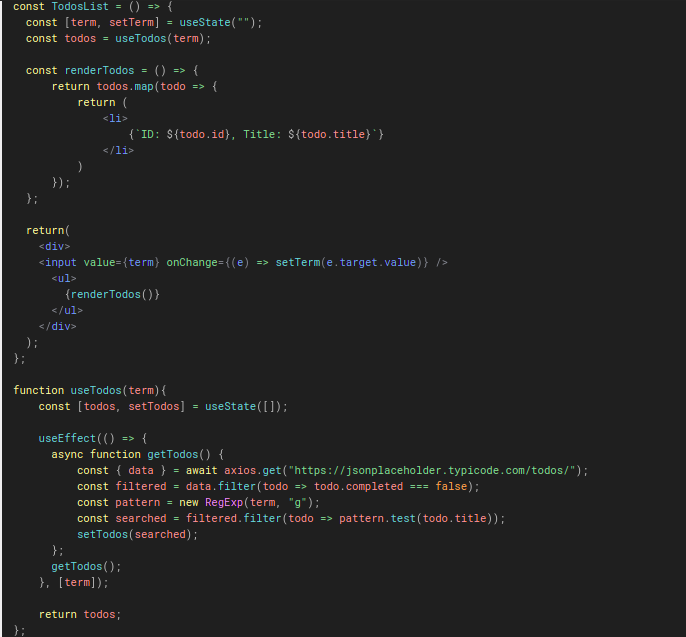 const TodosList = () => {
  const [term, setTerm] = useState("");
  const todos = useTodos(term);

  const renderTodos = () => {
      return todos.map(todo => {
          return (
              <li>
                  {`ID: ${todo.id}, Title: ${todo.title}`}
              </li>
          )
      });
  };

  return(
    <div>
    <input value={term} onChange={(e) => setTerm(e.target.value)} />
      <ul>
        {renderTodos()}
      </ul>
    </div>
  );
};

function useTodos(term){
    const [todos, setTodos] = useState([]);

    useEffect(() => {
      async function getTodos() {
          const { data } = await axios.get("https://jsonplaceholder.typicode.com/todos/");
          const filtered = data.filter(todo => todo.completed === false);
          const pattern = new RegExp(term, "g");
          const searched = filtered.filter(todo => pattern.test(todo.title));
          setTodos(searched);
      };
      getTodos();
    }, [term]);

    return todos;
};